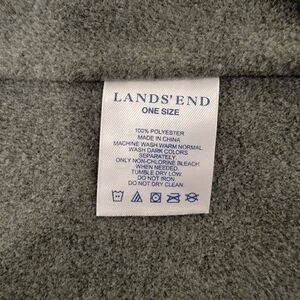 LANDS' END
ONE SIZE
100% POLYESTER
MADE IN CHINA
MACHINE WASH WARM NORMAL
WASH DARK COLORS
SEPARATELY.
ONLY NON-CHLORINE BLEACH
WHEN NEEDED.
TUMBLE DRY LOW.
DO NOT IRON.
DO NOT DRY CLEAN.